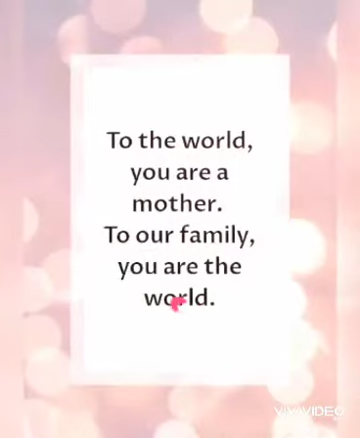 To the world,
you are a
mother.
To our family,
you are the
world.
VIVAVIDEO